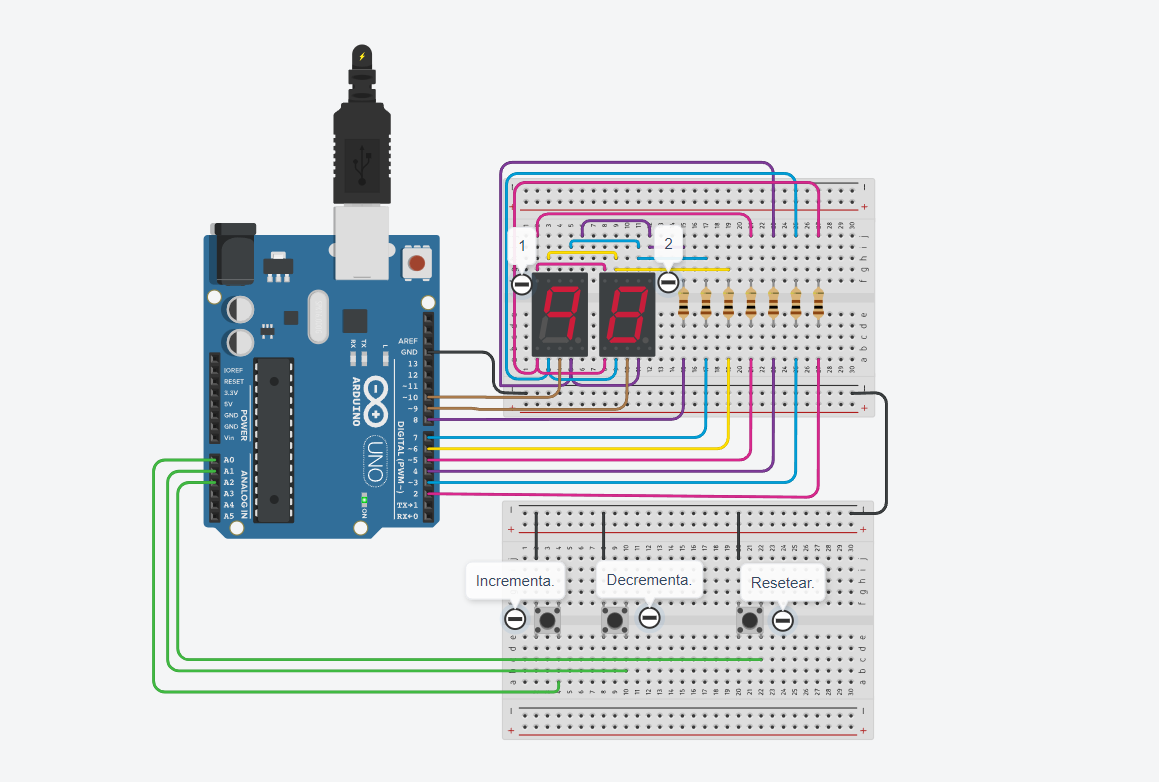 1
2
98
AREF
GND
13
12
~11
~10
~9
8
7
~6
~5
4
~3
2
TX→1
RX←0
DIGITAL (PWM~)
L
TX
RX
ARDUINO
UNO
ON
IOREF
RESET
3.3V
5V
GND
GND
Vin
POWER
A0
A1
A2
A3
A4
A5
ANALOG IN
Incrementa.
Decrementa.
Resetear.